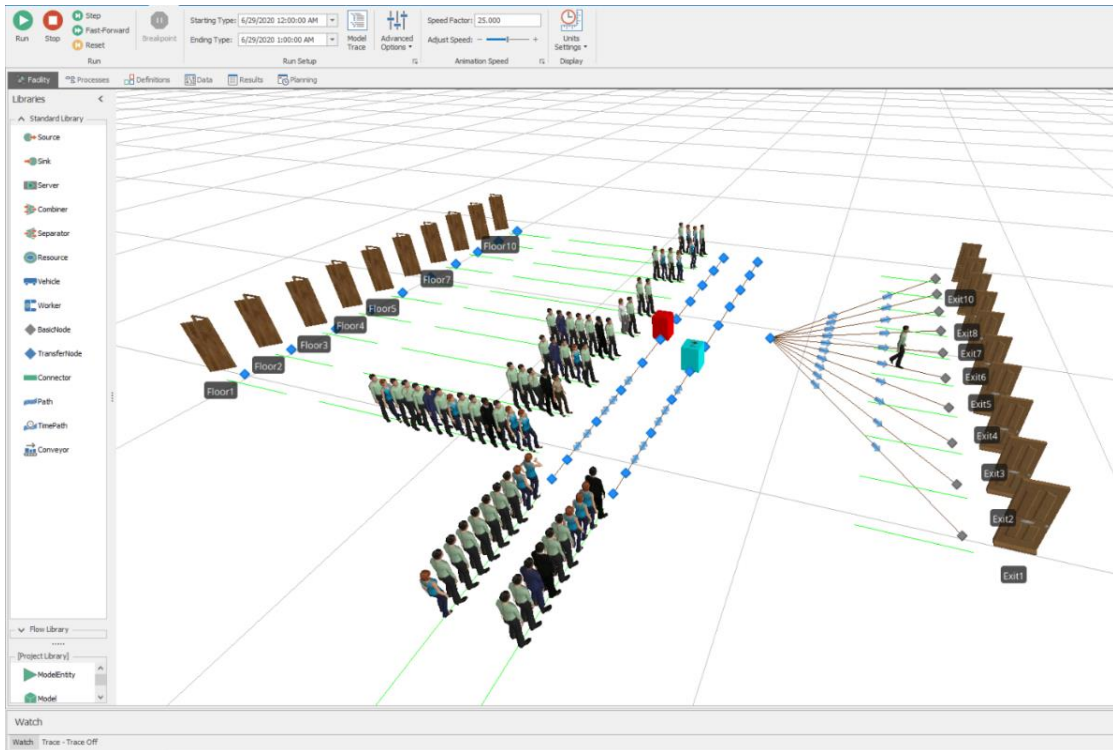 Run
Stop
Step
Fast-Forward
Reset
Run
Breakpoint
Starting Type: 6/29/2020 12:00:00 AM
Ending Type: 6/29/2020 1:00:00 AM
Run Setup
Model Trace
Advanced Options
Speed Factor: 25.000
Adjust Speed: − +
Animation Speed
Units Settings
Display
Facility
Processes
Definitions
Data
Results
Planning
Libraries
Standard Library
Source
Sink
Server
Combiner
Separator
Resource
Vehicle
Worker
BasicNode
TransferNode
Connector
Path
TimePath
Conveyor
Flow Library
[Project Library]
ModelEntity
Model
Floor10
Floor7
Floor5
Floor4
Floor3
Floor2
Floor1
Exit10
Exit8
Exit7
Exit6
Exit5
Exit4
Exit3
Exit2
Exit1
Watch
Watch
Trace - Trace Off